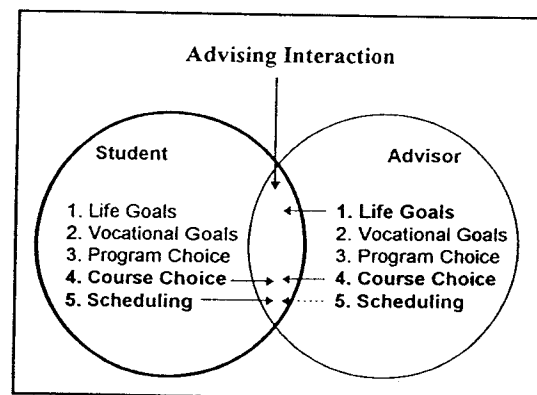 Advising Interaction
Student
1. Life Goals
2. Vocational Goals
3. Program Choice
4. Course Choice
5. Scheduling
Advisor
1. Life Goals
2. Vocational Goals
3. Program Choice
4. Course Choice
5. Scheduling